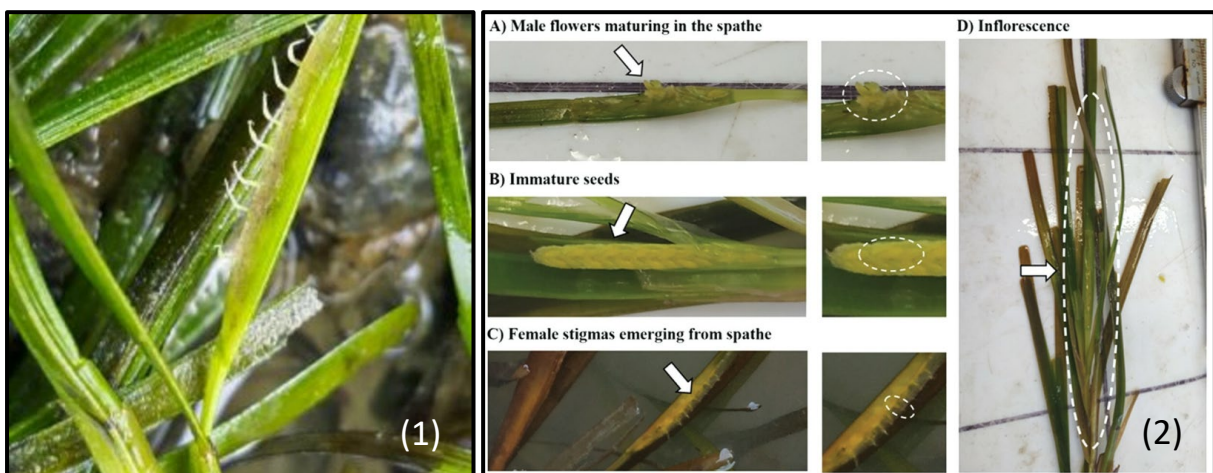 (1)
A) Male flowers maturing in the spathe
B) Immature seeds
C) Female stigmas emerging from spathe
D) Inflorescence
(2)